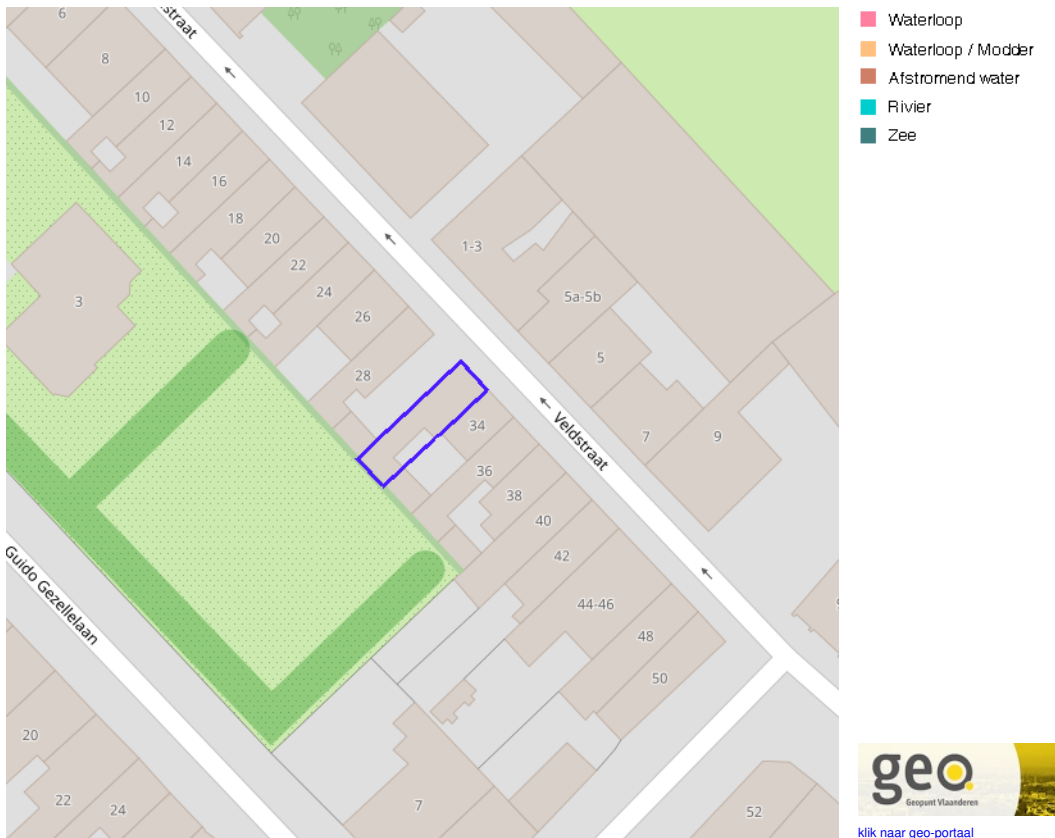 straat
6
8
10
12
14
16
18
20
22
24
26
28
3
1-3
5a-5b
5
7
9
Veldstraat
34
36
38
40
42
44-46
48
50
52
Guido Gezellelaan
20
22
24
7
Waterloop
Waterloop / Modder
Afstromend water
Rivier
Zee
geo
Geopunt Vlaanderen
klik naar geo-portaal